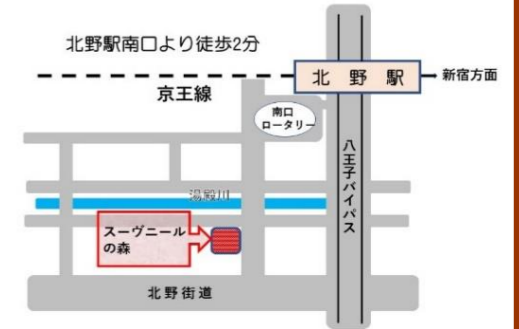 北野駅南口より徒歩2分
北野駅
新宿方面
京王線
南口
ロータリー
八王子バイパス
湯殿川
スーヴニール
の森
北野街道